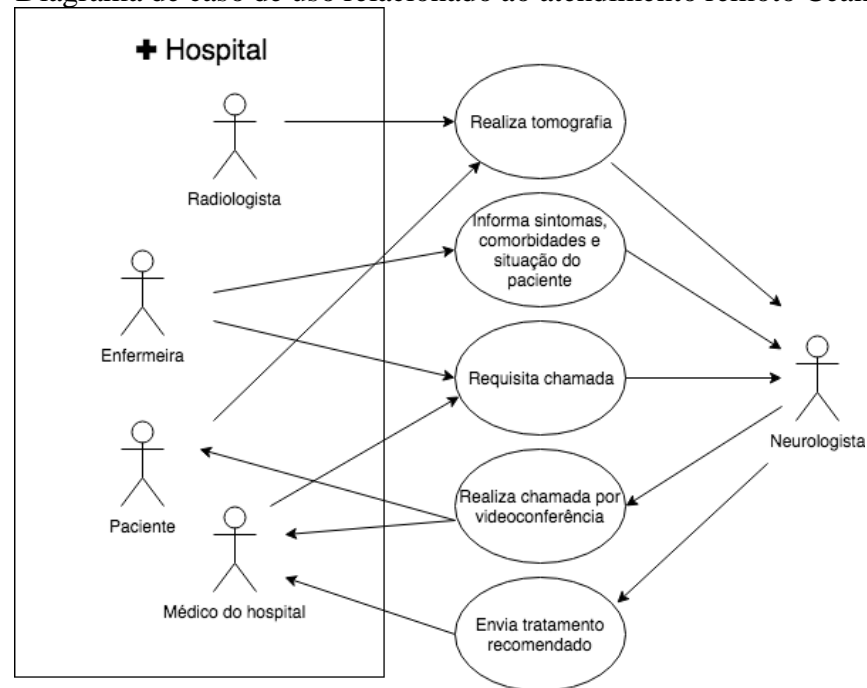 Diagrama de caso de uso relacionado ao atendimento remoto
Hospital
Radiologista
Realiza tomografia
Informa sintomas,
comorbidades e
situação do
paciente
Enfermeira
Requisita chamada
Neurologista
Paciente
Realiza chamada por
videoconferência
Médico do hospital
Envia tratamento
recomendado